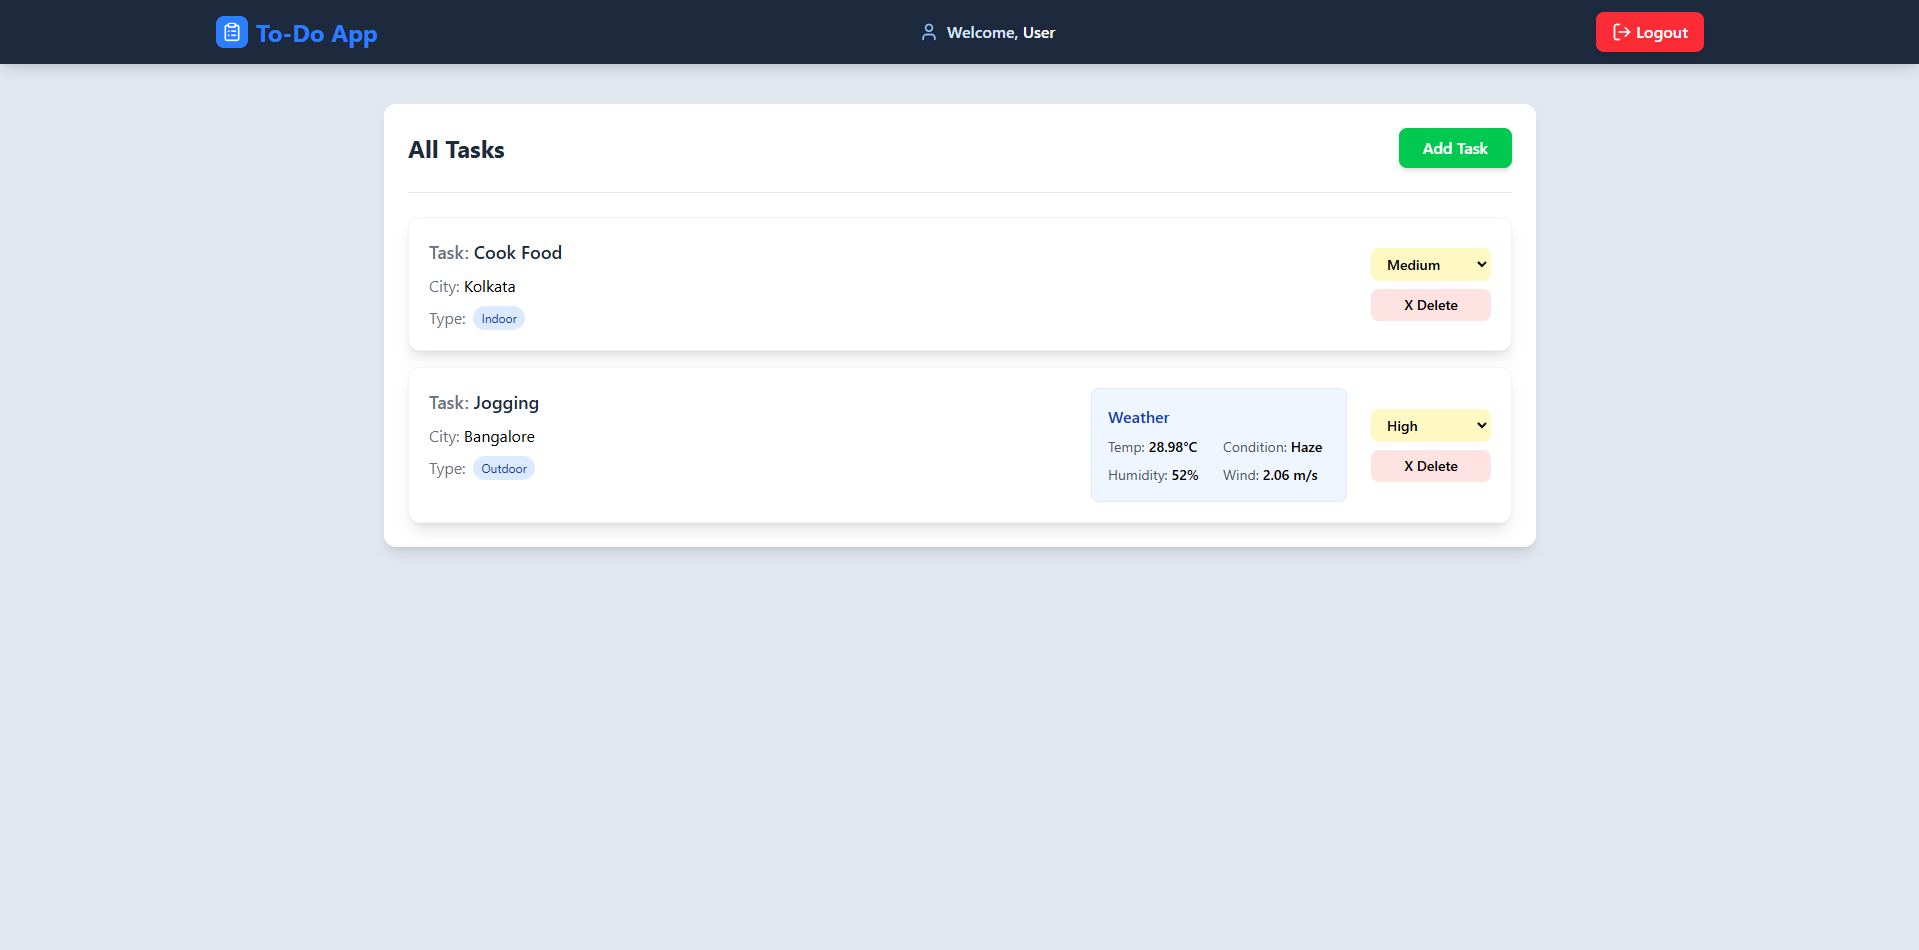 To-Do App
Welcome, User
Logout
All Tasks
Add Task
Task: Cook Food
City: Kolkata
Type: Indoor
Medium
X Delete
Task: Jogging
City: Bangalore
Type: Outdoor
Weather
Temp: 28.98°C Condition: Haze
Humidity: 52% Wind: 2.06 m/s
High
X Delete